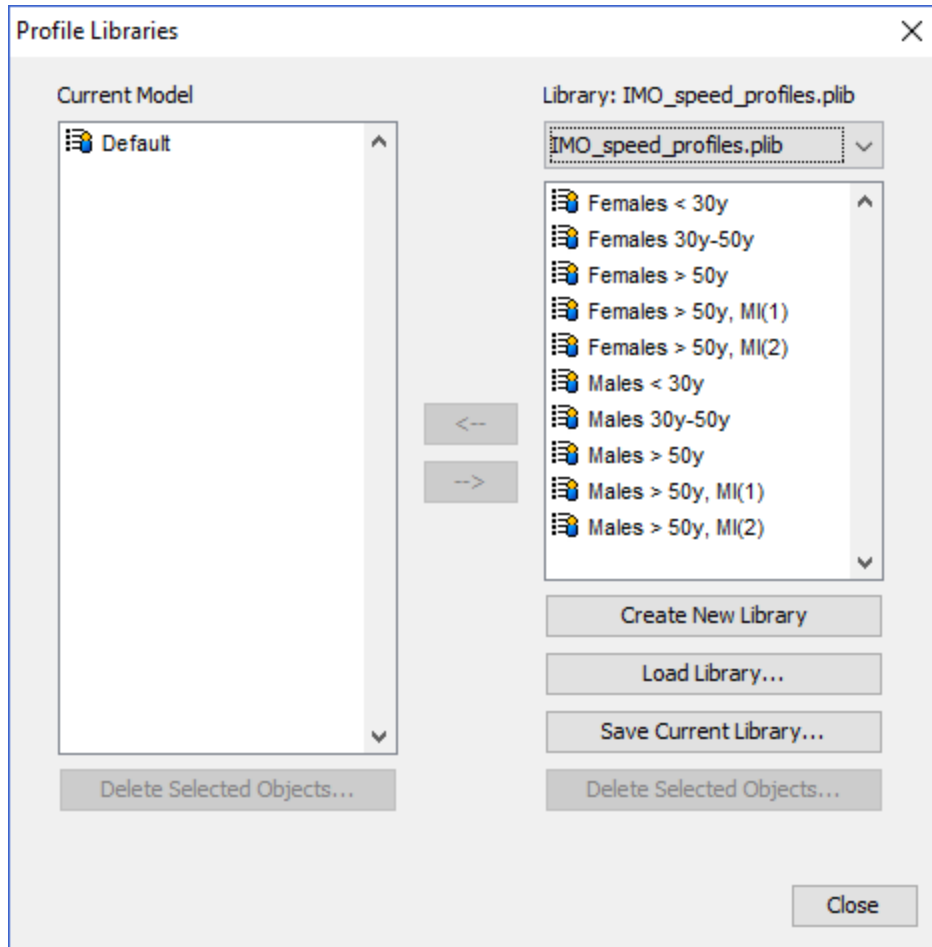 Profile Libraries
Current Model
Default
<--
-->
Delete Selected Objects...
Library: IMO_speed_profiles.plib
IMO_speed_profiles.plib
Females < 30y
Females 30y-50y
Females > 50y
Females > 50y, MI(1)
Females > 50y, MI(2)
Males < 30y
Males 30y-50y
Males > 50y
Males > 50y, MI(1)
Males > 50y, MI(2)
Create New Library
Load Library...
Save Current Library...
Delete Selected Objects...
Close